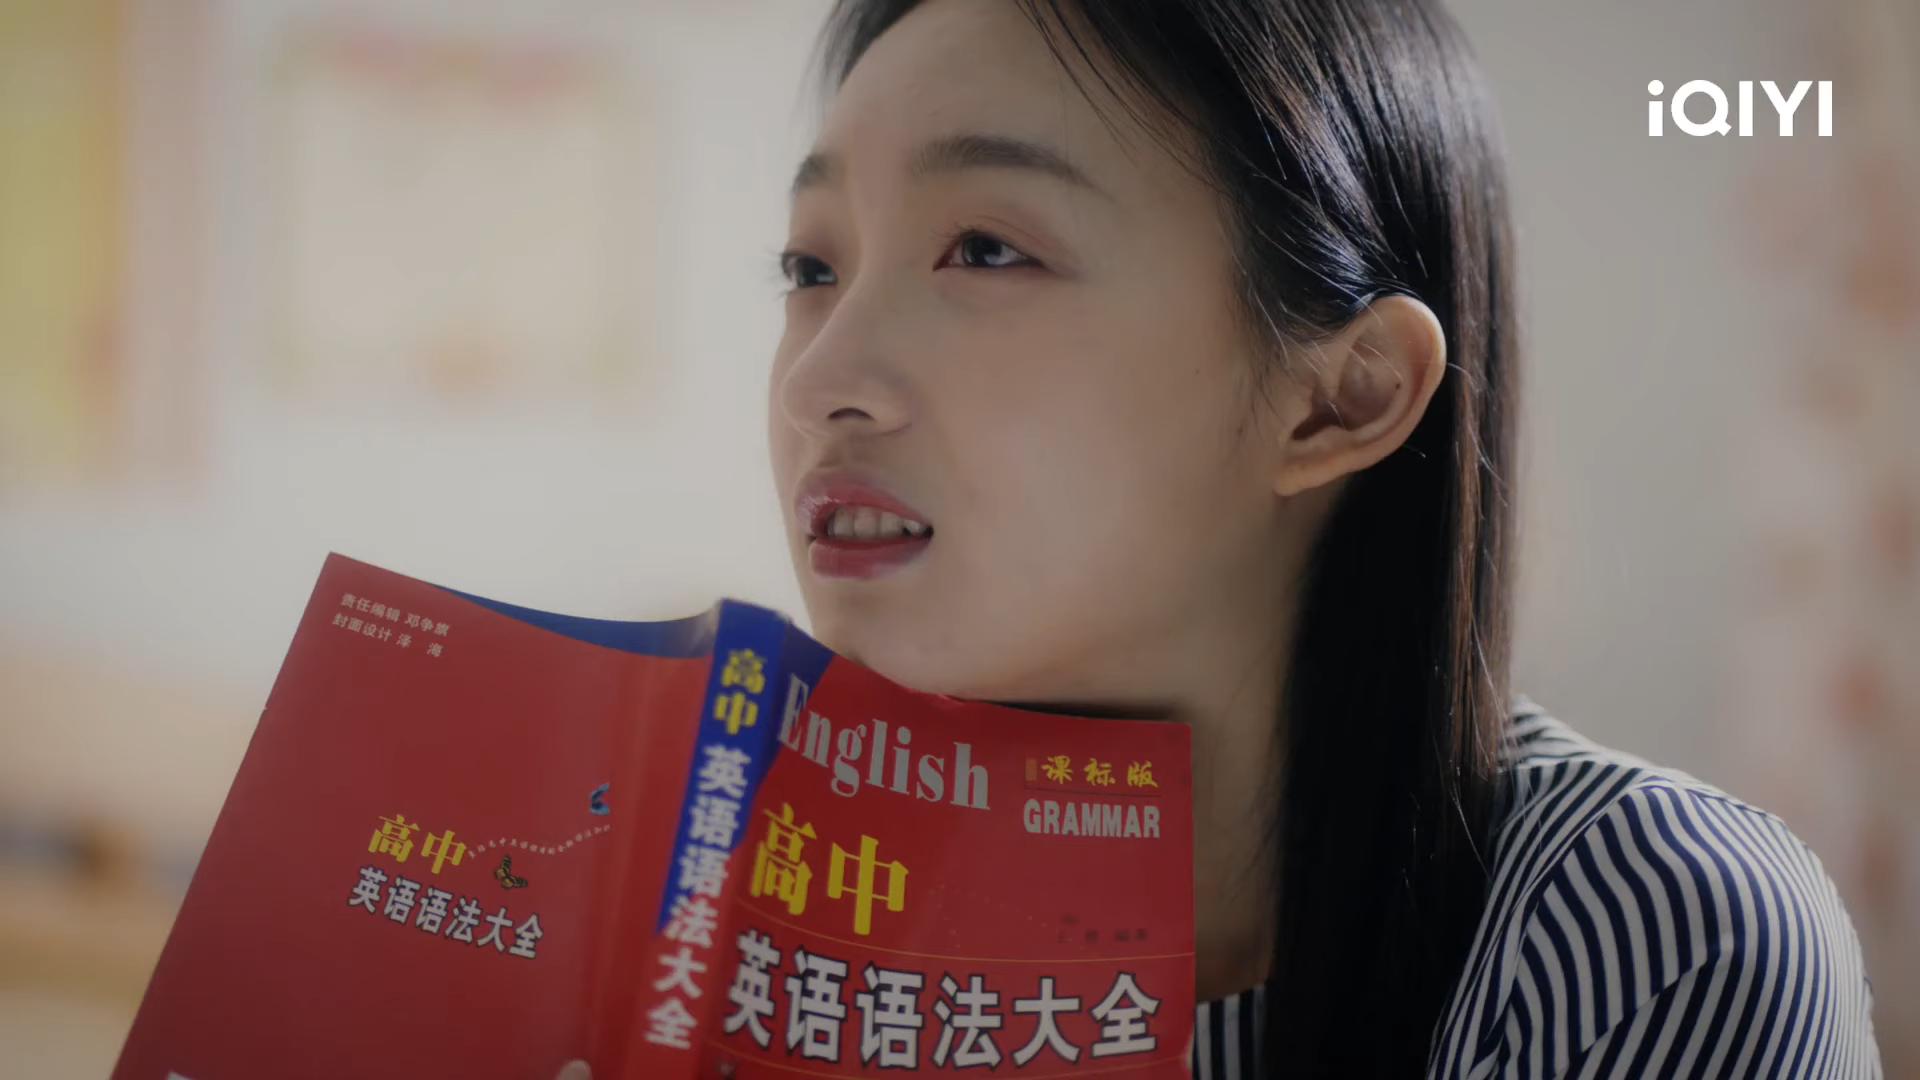 iQIYI
责任编辑 邓争旗
封面设计 泽 海
高中
英语语法大全
高中 英语语法大全
English
课标版
GRAMMAR
高中
英语语法大全